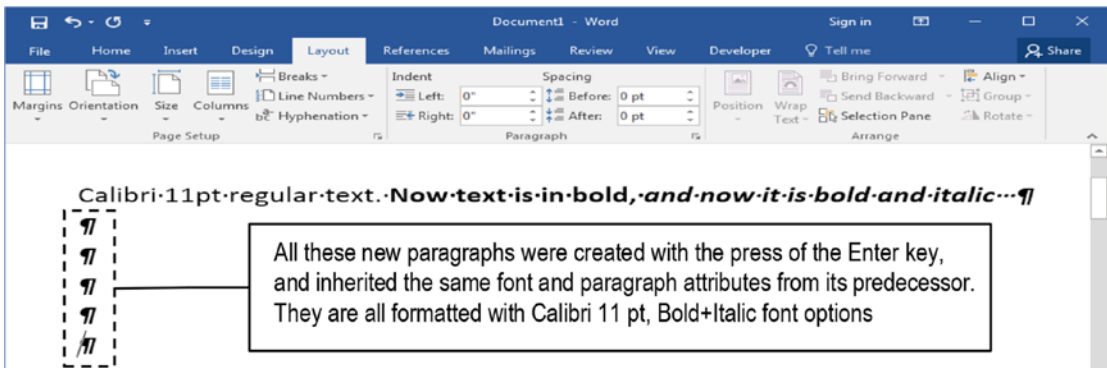 Document1 - Word Sign in
File Home Insert Design Layout References Mailings Review View Developer Tell me Share
Margins Orientation Size Columns
Breaks
Line Numbers
Hyphenation
Page Setup
Indent Spacing
Left: 0" Before: 0 pt
Right: 0" After: 0 pt
Paragraph
Position Wrap Text
Bring Forward Align
Send Backward Group
Selection Pane Rotate
Arrange
Calibri·11pt·regular·text.·Now·text·is·in·bold,·and·now·it·is·bold·and·italic···¶
¶
¶
¶
¶
¶
All these new paragraphs were created with the press of the Enter key,
and inherited the same font and paragraph attributes from its predecessor.
They are all formatted with Calibri 11 pt, Bold+Italic font options